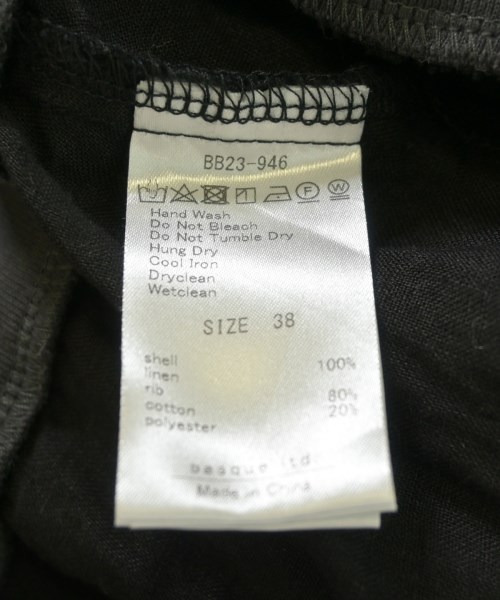 BB23-946
Hand Wash
Do Not Bleach
Do Not Tumble Dry
Hung Dry
Cool Iron
Dryclean
Wetclean
SIZE 38
shell
linen 100%
rib
cotton 80%
polyester 20%
basque ltd
Made in China